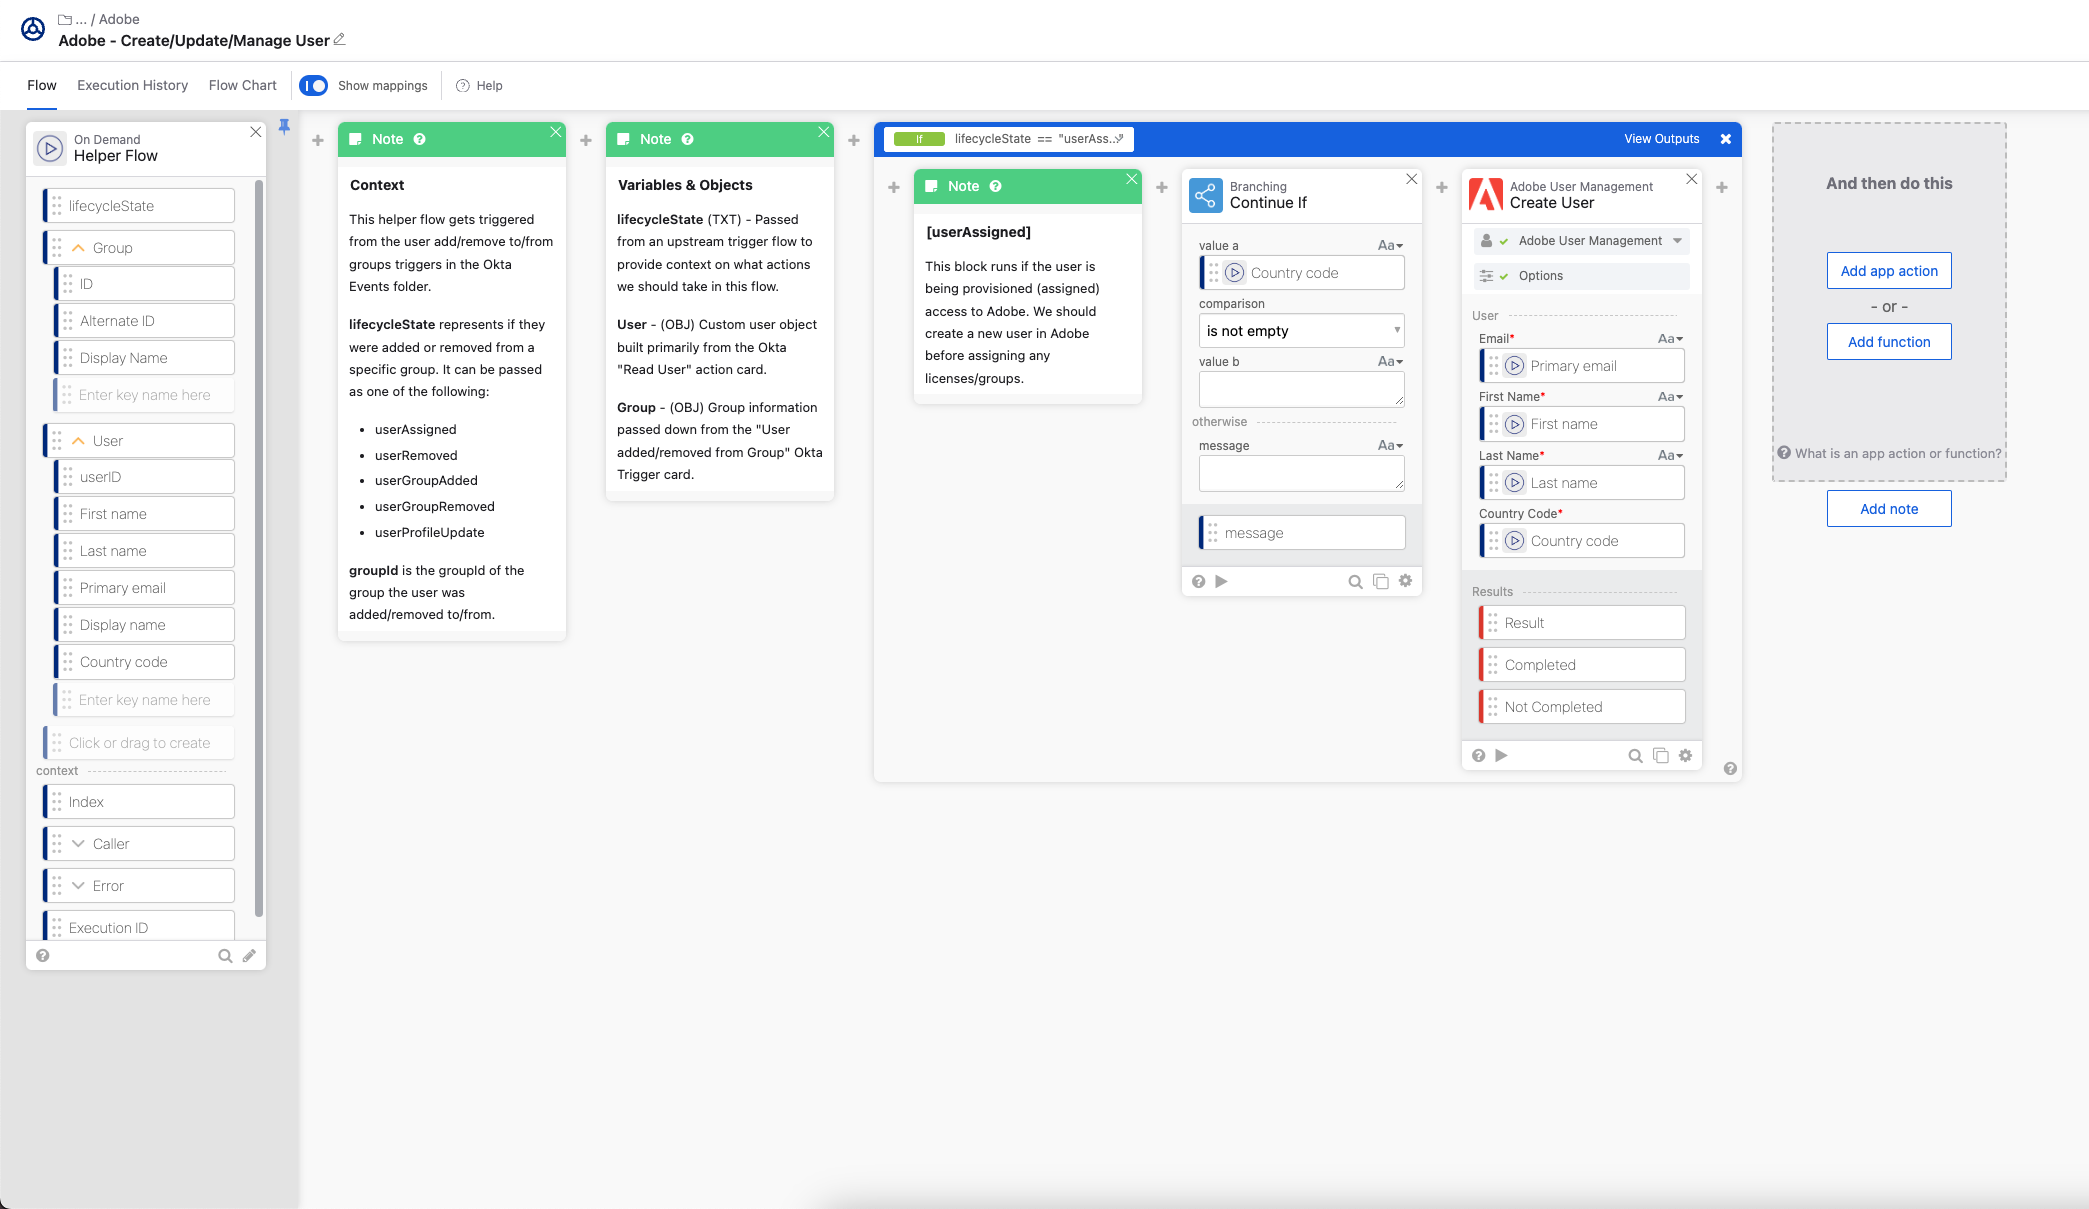 ... / Adobe
Adobe - Create/Update/Manage User
Flow
Execution History
Flow Chart
Show mappings
Help
On Demand
Helper Flow
lifecycleState
Group
ID
Alternate ID
Display Name
Enter key name here
User
userID
First name
Last name
Primary email
Display name
Country code
Enter key name here
Click or drag to create
context
Index
Caller
Error
Execution ID
Note
Context
This helper flow gets triggered
from the user add/remove to/from
groups triggers in the Okta
Events folder.
lifecycleState represents if they
were added or removed from a
specific group. It can be passed
as one of the following:
• userAssigned
• userRemoved
• userGroupAdded
• userGroupRemoved
• userProfileUpdate
groupId is the groupId of the
group the user was
added/removed to/from.
Note
Variables & Objects
lifecycleState (TXT) - Passed
from an upstream trigger flow to
provide context on what actions
we should take in this flow.
User - (OBJ) Custom user object
built primarily from the Okta
"Read User" action card.
Group - (OBJ) Group information
passed down from the "User
added/removed from Group" Okta
Trigger card.
If
lifecycleState == "userAss..
View Outputs
Note
[userAssigned]
This block runs if the user is
being provisioned (assigned)
access to Adobe. We should
create a new user in Adobe
before assigning any
licenses/groups.
Branching
Continue If
value a
Aa
Country code
comparison
is not empty
value b
Aa
otherwise
message
Aa
message
Adobe User Management
Create User
Adobe User Management
Options
User
Email*
Aa
Primary email
First Name*
Aa
First name
Last Name*
Aa
Last name
Country Code*
Country code
Results
Result
Completed
Not Completed
And then do this
Add app action
- or -
Add function
What is an app action or function?
Add note